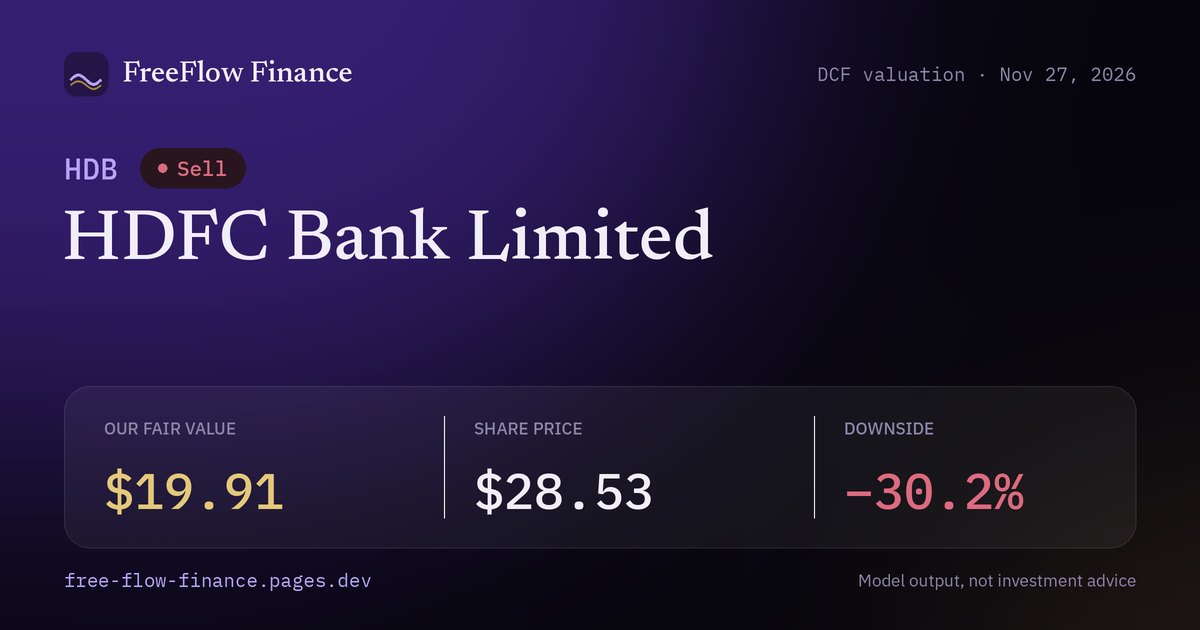 FreeFlow Finance
DCF valuation · Nov 27, 2026
HDB
Sell
HDFC Bank Limited
OUR FAIR VALUE
$19.91
SHARE PRICE
$28.53
DOWNSIDE
−30.2%
free-flow-finance.pages.dev
Model output, not investment advice